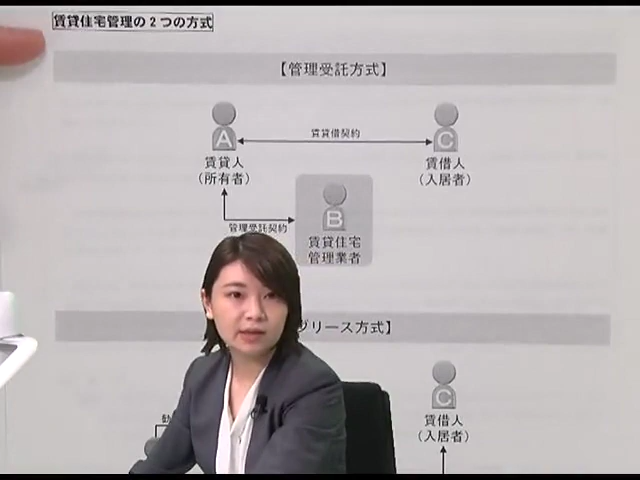 賃貸住宅管理の2つの方式
【管理受託方式】
A
賃貸借契約
C
賃貸人
(所有者)
賃借人
(入居者)
管理受託契約
B
賃貸住宅
管理業者
リース方式】
C
賃借人
(入居者)